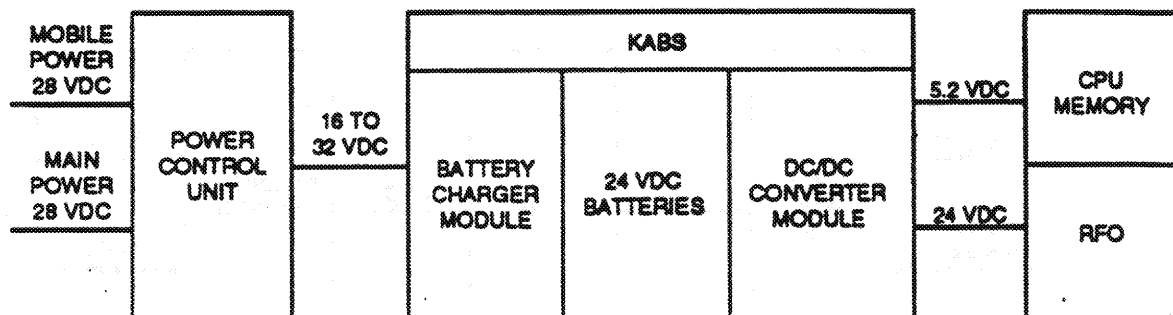 MOBILE
POWER
28 VDC
MAIN
POWER
28 VDC
POWER
CONTROL
UNIT
16 TO
32 VDC
KABS
BATTERY
CHARGER
MODULE
24 VDC
BATTERIES
DC/DC
CONVERTER
MODULE
5.2 VDC
24 VDC
CPU
MEMORY
RFO